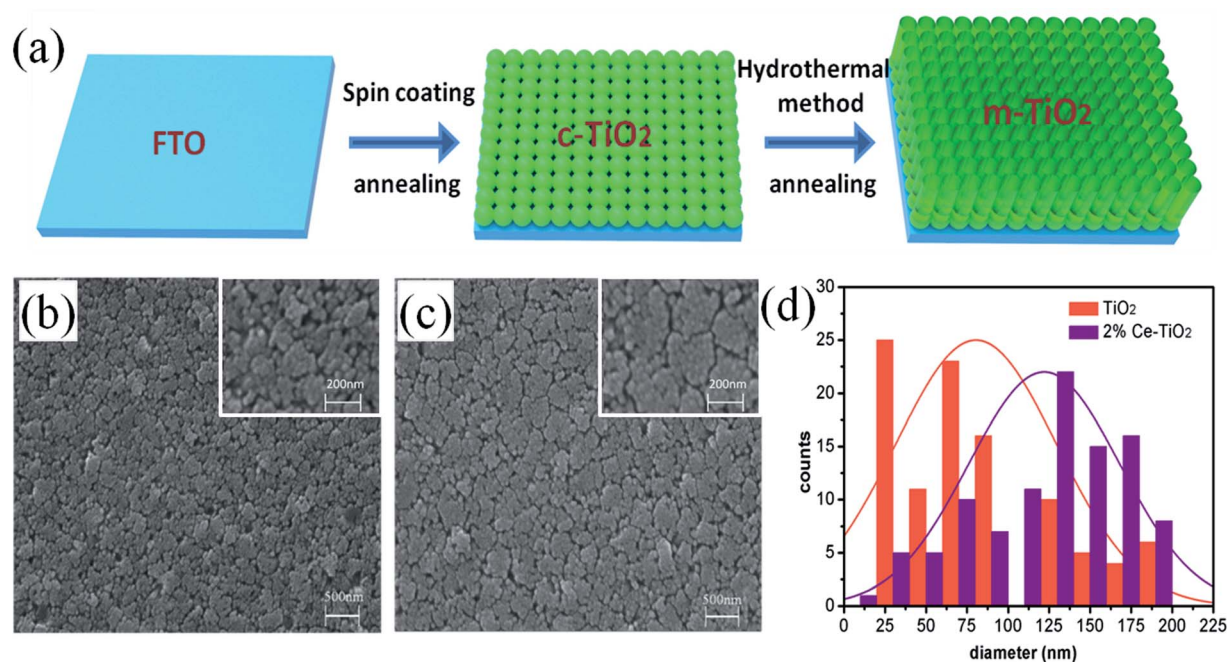 (a)
FTO
Spin coating
annealing
c-TiO₂
Hydrothermal
method
annealing
m-TiO₂
(b)
200nm
500nm
(c)
200nm
500nm
(d)
TiO₂
2% Ce-TiO₂
counts
30
25
20
15
10
5
0
0 25 50 75 100 125 150 175 200 225
diameter (nm)